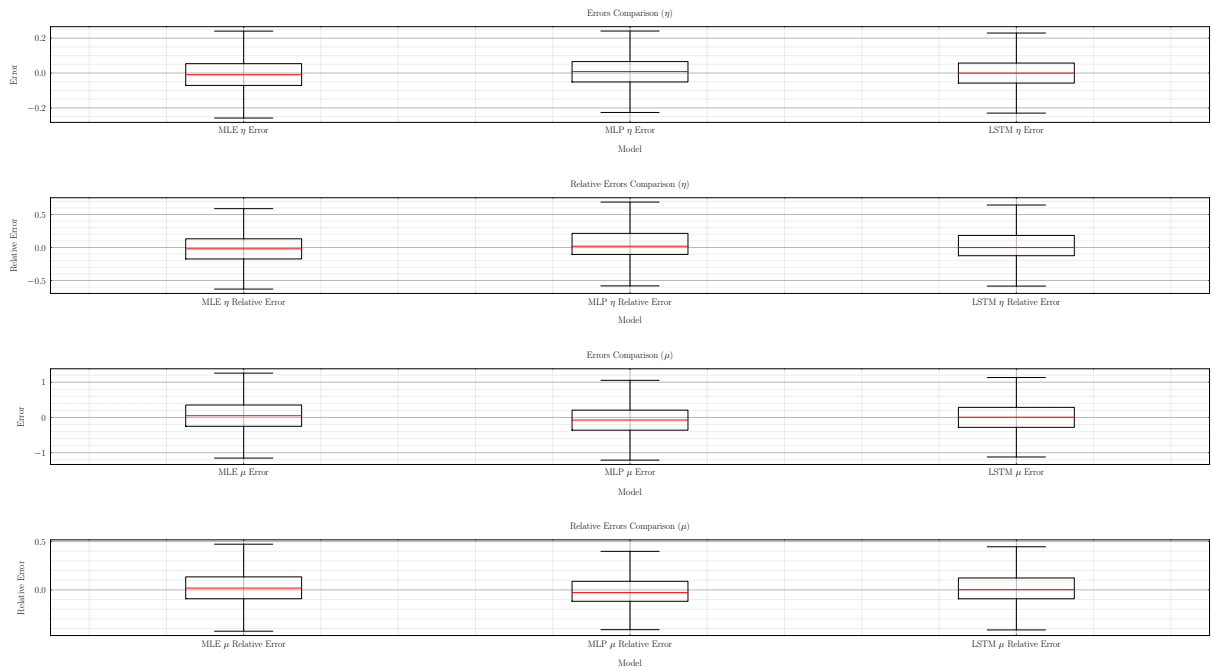 Errors Comparison (η)
0.2
0.0
−0.2
Error
MLE η Error
MLP η Error
LSTM η Error
Model
Relative Errors Comparison (η)
0.5
0.0
−0.5
Relative Error
MLE η Relative Error
MLP η Relative Error
LSTM η Relative Error
Model
Errors Comparison (μ)
1
0
−1
Error
MLE μ Error
MLP μ Error
LSTM μ Error
Model
Relative Errors Comparison (μ)
0.5
0.0
Relative Error
MLE μ Relative Error
MLP μ Relative Error
LSTM μ Relative Error
Model